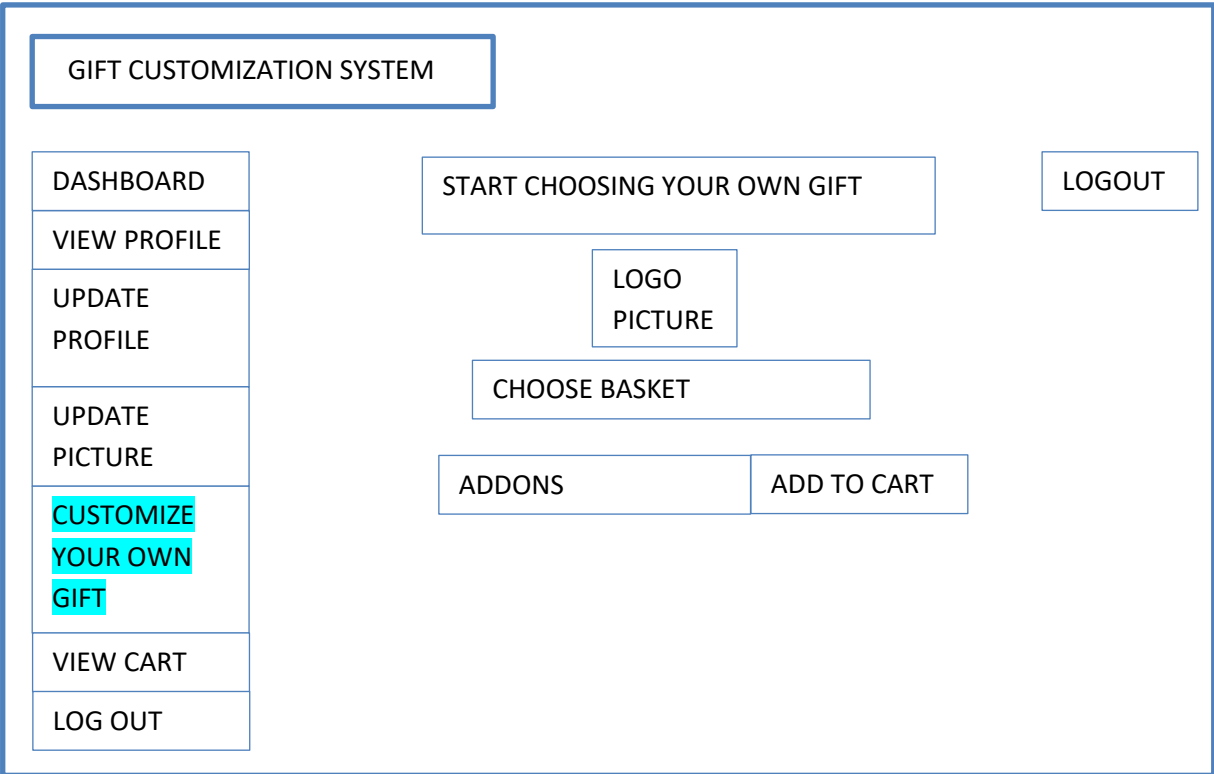 GIFT CUSTOMIZATION SYSTEM
DASHBOARD
VIEW PROFILE
UPDATE
PROFILE
UPDATE
PICTURE
CUSTOMIZE
YOUR OWN
GIFT
VIEW CART
LOG OUT
START CHOOSING YOUR OWN GIFT
LOGO
PICTURE
CHOOSE BASKET
ADDONS
ADD TO CART
LOGOUT